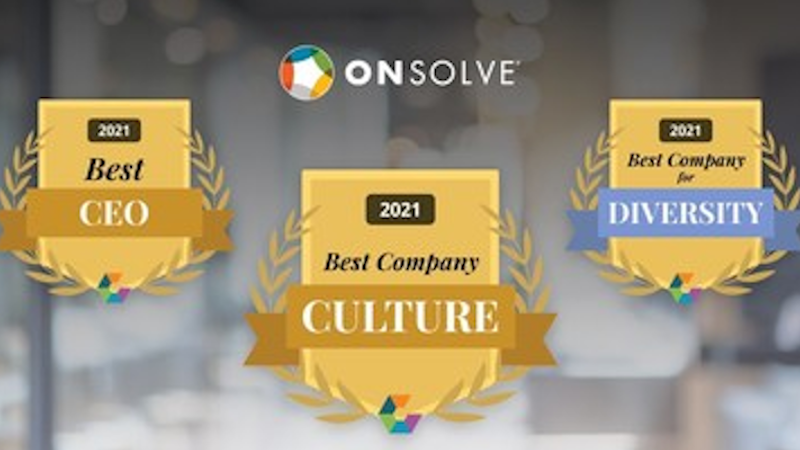 ONSOLVE
2021
Best
CEO
2021
Best Company
CULTURE
2021
Best Company
for
DIVERSITY